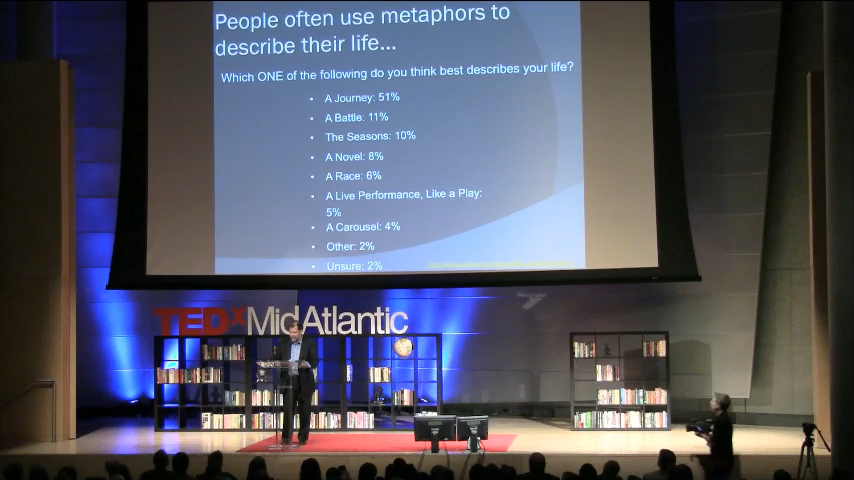 People often use metaphors to
describe their life...
Which ONE of the following do you think best describes your life?
• A Journey: 51%
• A Battle: 11%
• The Seasons: 10%
• A Novel: 8%
• A Race: 6%
• A Live Performance, Like a Play:
5%
• A Carousel: 4%
• Other: 2%
• Unsure: 2%
TEDxMidAtlantic